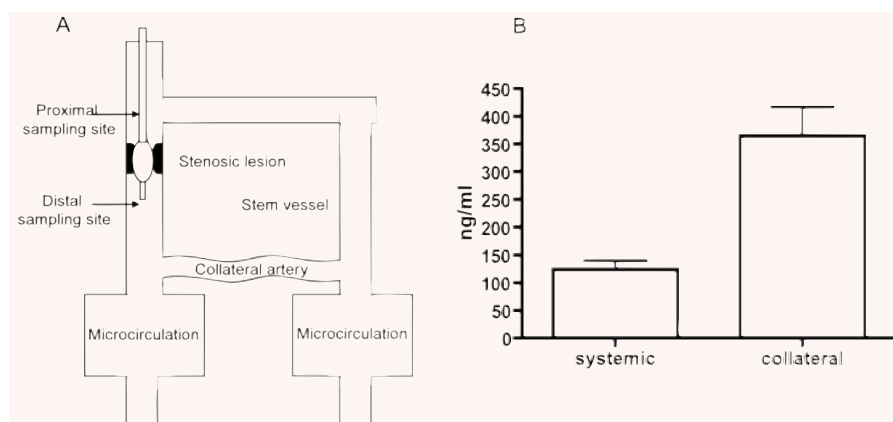 A
Proximal
sampling site
Stenosic lesion
Distal
sampling site
Stem vessel
Collateral artery
Microcirculation
Microcirculation
B
450
400
350
300
250
200
150
100
50
0
ng/ml
systemic
collateral